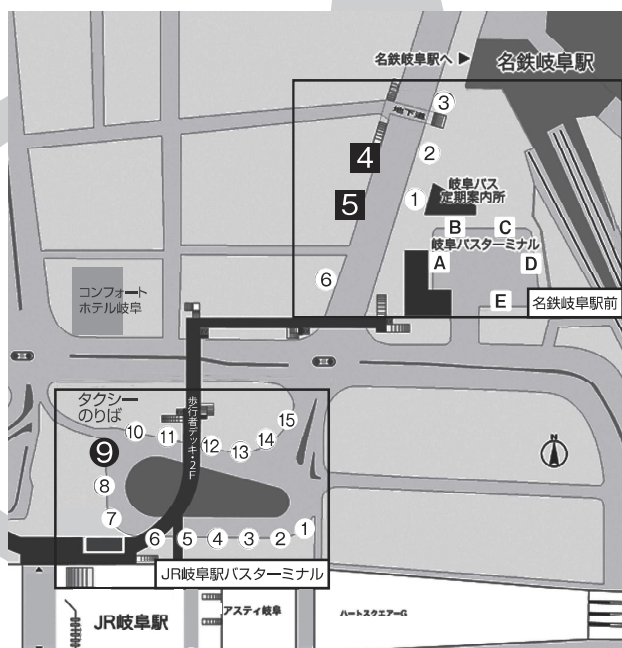 名鉄岐阜駅へ ▶
名鉄岐阜駅
3
地下道
4
2
5
1
岐阜バス
定期案内所
B
C
岐阜バスターミナル
A
D
6
E
名鉄岐阜駅前
コンフォート
ホテル岐阜
歩行者デッキ・2F
タクシー
のりば
10
11
12
13
14
15
9
8
7
6
5
4
3
2
1
N
JR岐阜駅バスターミナル
JR岐阜駅
アスティ岐阜
ハートスクエアーG